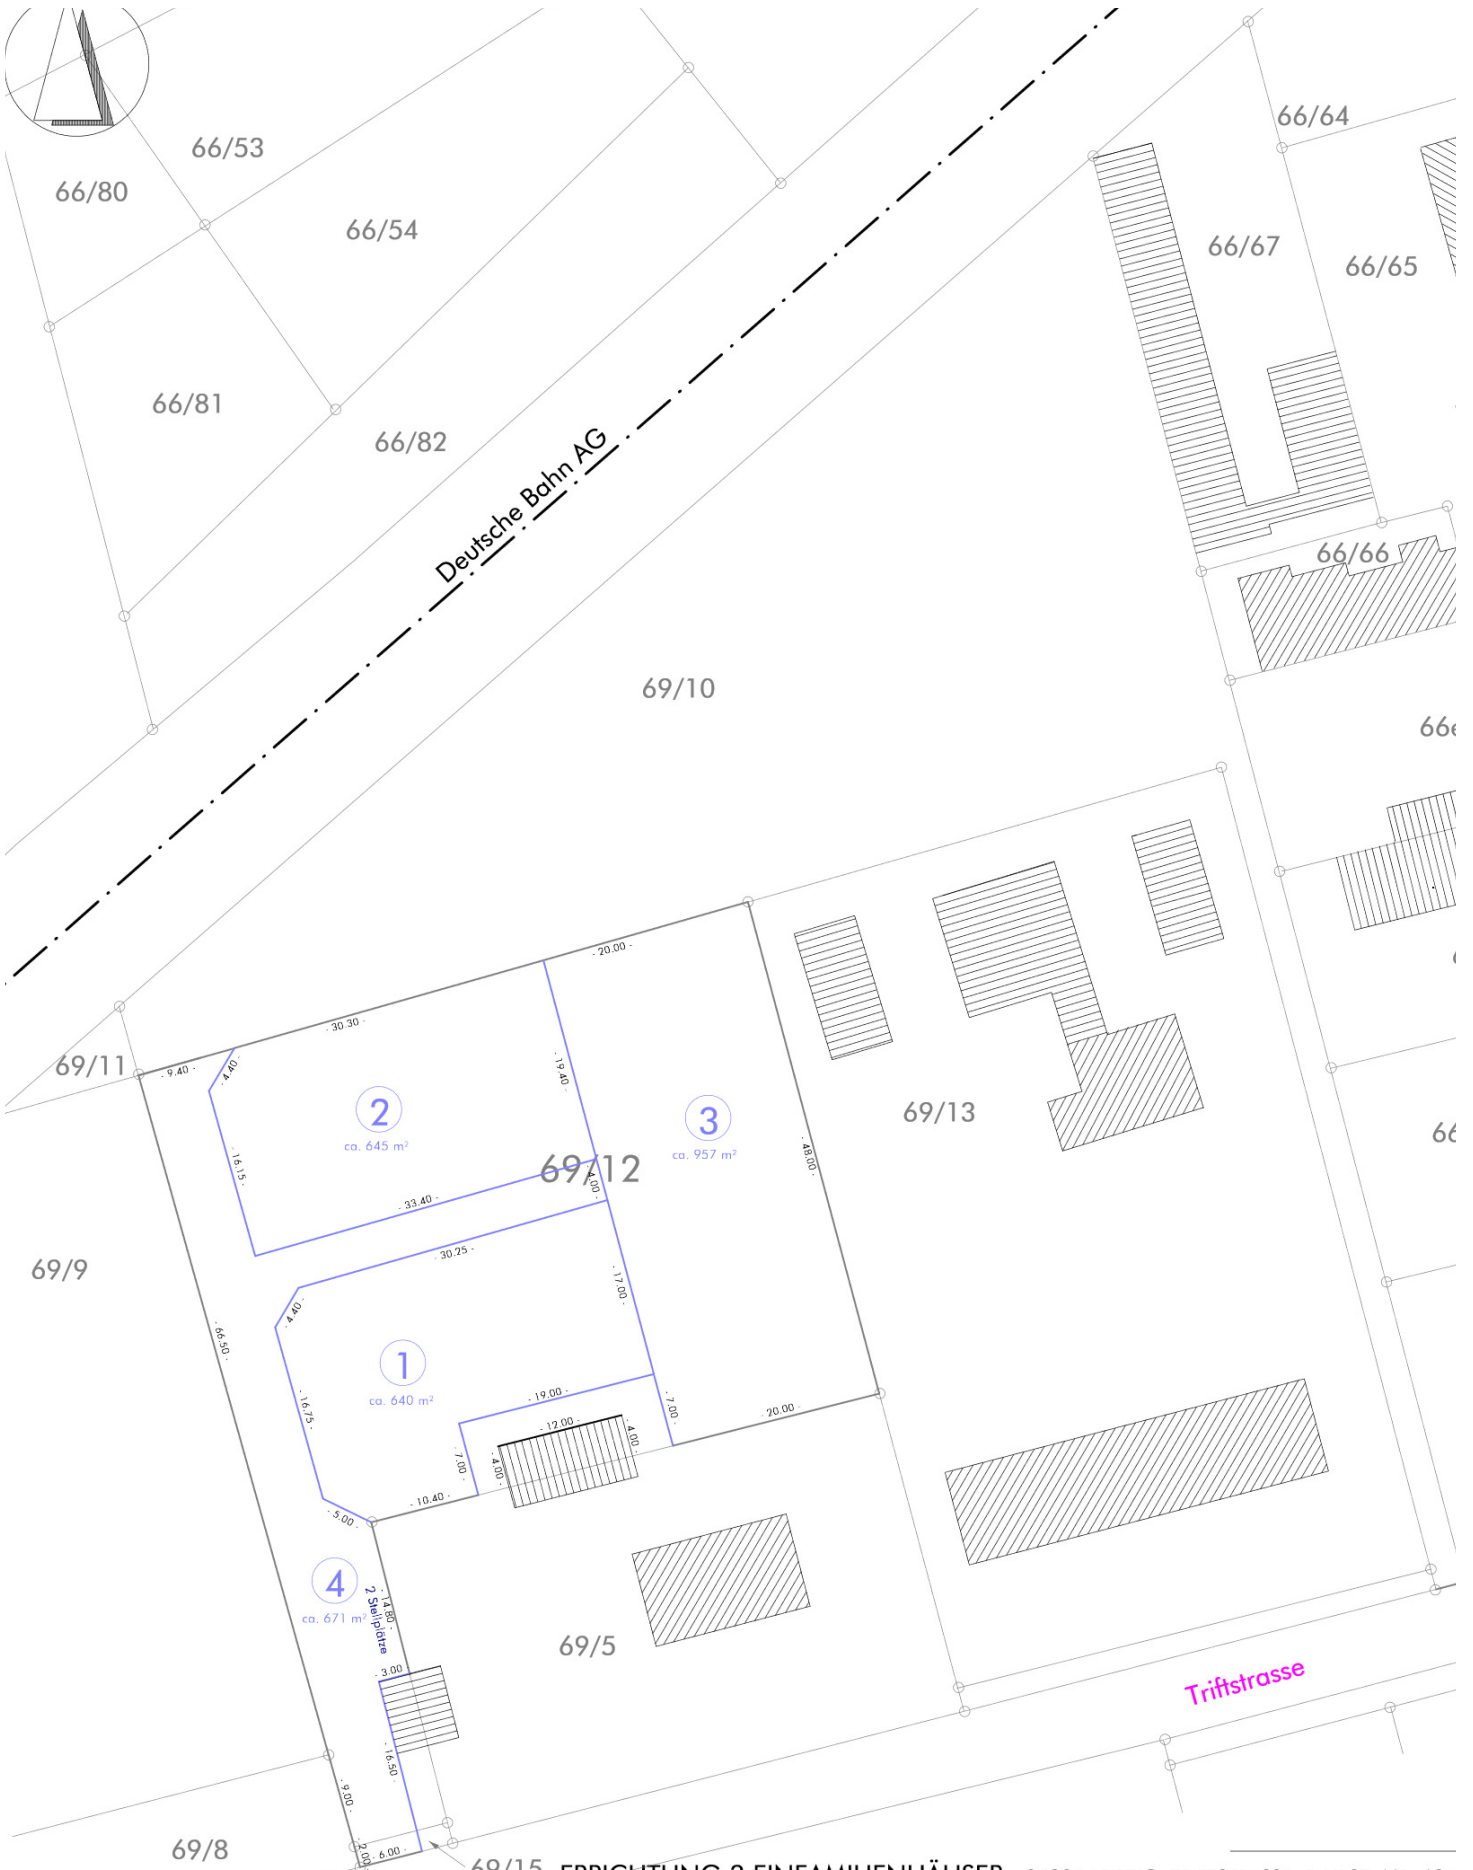 66/64
66/53
66/80
66/54
66/67
66/65
66/81
66/82
Deutsche Bahn AG
66/66
69/10
- 20.00 -
- 30.30 -
69/11
- 9.40 -
- 4.40 -
- 19.40 -
2
ca. 645 m²
3
ca. 957 m²
69/13
- 48.00 -
- 16.15 -
69/12
- 4.00 -
- 33.40 -
- 30.25 -
69/9
- 17.00 -
- 4.40 -
- 66.50 -
1
ca. 640 m²
- 16.75 -
- 19.00 -
- 7.00 -
- 20.00 -
- 12.00 -
- 4.00 -
- 4.00 -
- 7.00 -
- 10.40 -
- 5.00 -
4
ca. 671 m²
- 14.80 -
2 Stellplätze
69/5
- 3.00
Triftstrasse
- 16.50 -
- 9.00 -
69/8
- 2.00 -
- 6.00 -
69/15
ERRICHTUNG 3 EINFAMILIENHÄUSER